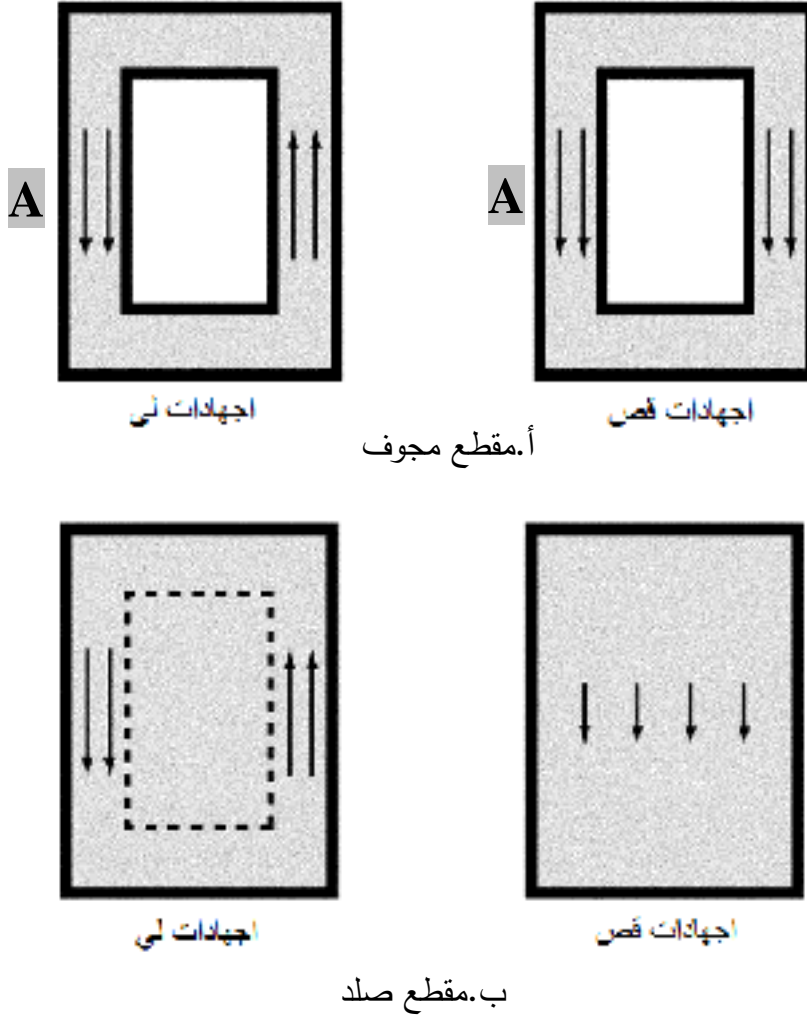 A
A
اجهادات لي
اجهادات قص
أ.مقطع مجوف
اجهادات لي
اجهادات قص
ب.مقطع صلد